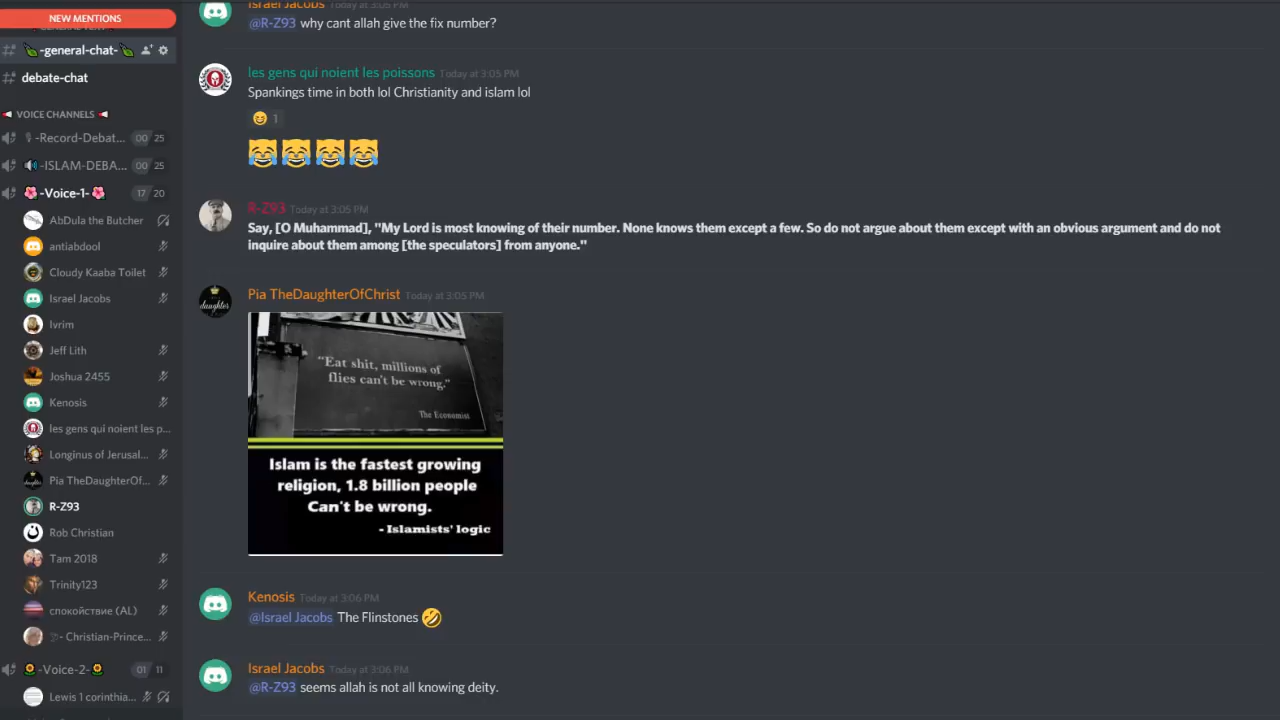 NEW MENTIONS
-general-chat-
debate-chat
VOICE CHANNELS
-Record-Debat... 00 25
-ISLAM-DEBA... 00 25
-Voice-1- 17 20
AbDula the Butcher
antiabdool
Cloudy Kaaba Toilet
Israel Jacobs
Ivrim
Jeff Lith
Joshua 2455
Kenosis
les gens qui noient les p...
Longinus of Jerusal...
Pia TheDaughterOf...
R-Z93
Rob Christian
Tam 2018
Trinity123
спокойствие (AL)
- Christian-Prince...
-Voice-2- 01 11
Lewis 1 corinthia...
Israel Jacobs Today at 3:05 PM
@R-Z93 why cant allah give the fix number?
les gens qui noient les poissons Today at 3:05 PM
Spankings time in both lol Christianity and islam lol
1
R-Z93 Today at 3:05 PM
Say, [O Muhammad], "My Lord is most knowing of their number. None knows them except a few. So do not argue about them except with an obvious argument and do not
inquire about them among [the speculators] from anyone."
Pia TheDaughterOfChrist Today at 3:05 PM
daughter
"Eat shit, millions of
flies can't be wrong."
The Economist
Islam is the fastest growing
religion, 1.8 billion people
Can't be wrong.
- Islamists' logic
Kenosis Today at 3:06 PM
@Israel Jacobs The Flinstones
Israel Jacobs Today at 3:06 PM
@R-Z93 seems allah is not all knowing deity.